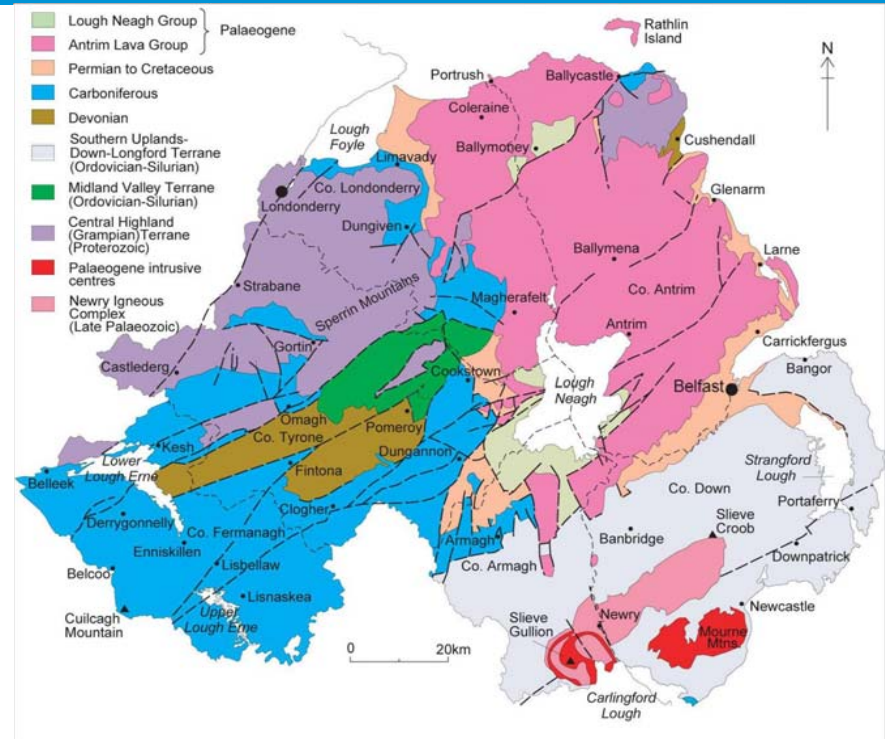 Lough Neagh Group
Antrim Lava Group
Palaeogene
Permian to Cretaceous
Carboniferous
Devonian
Southern Uplands-
Down-Longford Terrane
(Ordovician-Silurian)
Midland Valley Terrane
(Ordovician-Silurian)
Central Highland
(Grampian)Terrane
(Proterozoic)
Palaeogene intrusive
centres
Newry Igneous
Complex
(Late Palaeozoic)
Rathlin
Island
N
Portrush
Ballycastle
Coleraine
Lough
Foyle
Ballymoney
Cushendall
Limavady
Co. Londonderry
Londonderry
Glenarm
Dungiven
Ballymena
Larne
Strabane
Sperrin Mountains
Co. Antrim
Magherafelt
Antrim
Gortin
Carrickfergus
Castlederg
Cookstown
Bangor
Lough
Neagh
Belfast
Omagh
Co. Tyrone
Pomeroy
Kesh
Dungannon
Strangford
Lough
Lower
Lough Erne
Fintona
Belleek
Co. Down
Clogher
Portaferry
Derrygonnelly
Slieve
Croob
Co. Fermanagh
Armagh
Banbridge
Enniskillen
Downpatrick
Lisbellaw
Co. Armagh
Belcoo
Lisnaskea
Newcastle
Slieve
Gullion
Newry
Cuilcagh
Mountain
Upper
Lough Erne
Mourne
Mtns.
0 20km
Carlingford
Lough